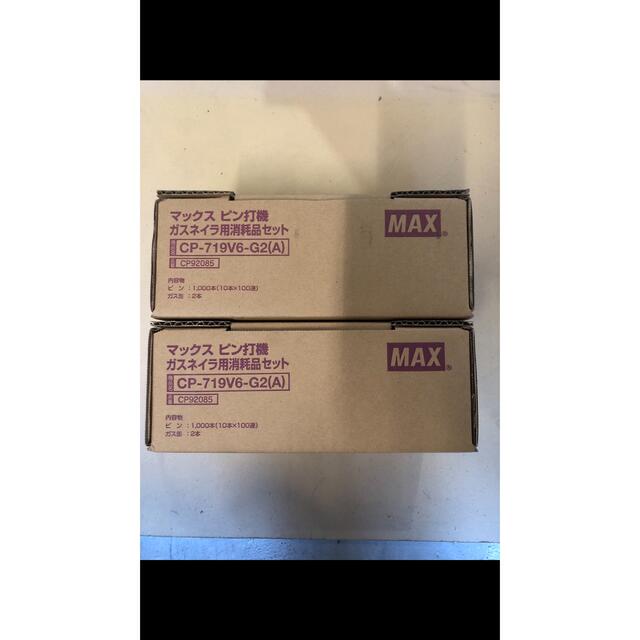 マックス ピン打機
ガスネイラ用消耗品セット
MAX®
CP-719V6-G2(A)
CP92085
内容物
ピン：1,000本(10本×100連)
ガス缶：2本
マックス ピン打機
ガスネイラ用消耗品セット
MAX®
CP-719V6-G2(A)
CP92085
内容物
ピン：1,000本(10本×100連)
ガス缶：2本